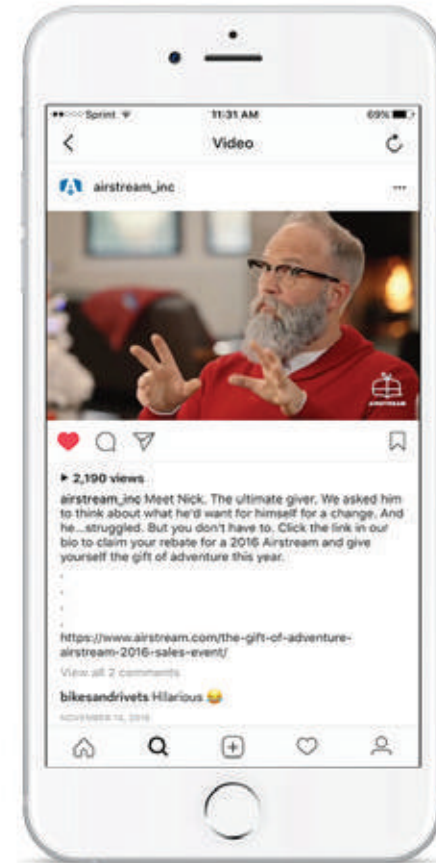 Sprint
11:31 AM
69%
Video
airstream_inc
AIRSTREAM
2,190 views
airstream_inc Meet Nick. The ultimate giver. We asked him
to think about what he'd want for himself for a change. And
he...struggled. But you don't have to. Click the link in our
bio to claim your rebate for a 2016 Airstream and give
yourself the gift of adventure this year.
.
.
.
.
https://www.airstream.com/the-gift-of-adventure-
airstream-2016-sales-event/
View all 2 comments
bikesandrivets Hilarious 😂